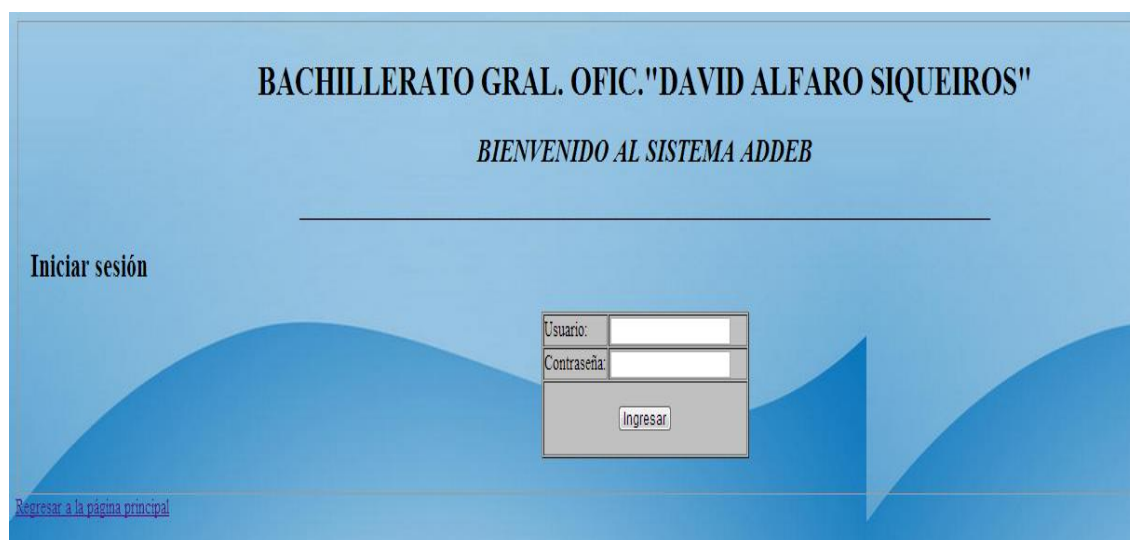 BACHILLERATO GRAL. OFIC."DAVID ALFARO SIQUEIROS"
BIENVENIDO AL SISTEMA ADDEB
Iniciar sesión
Usuario:
Contraseña:
Ingresar
Regresar a la página principal